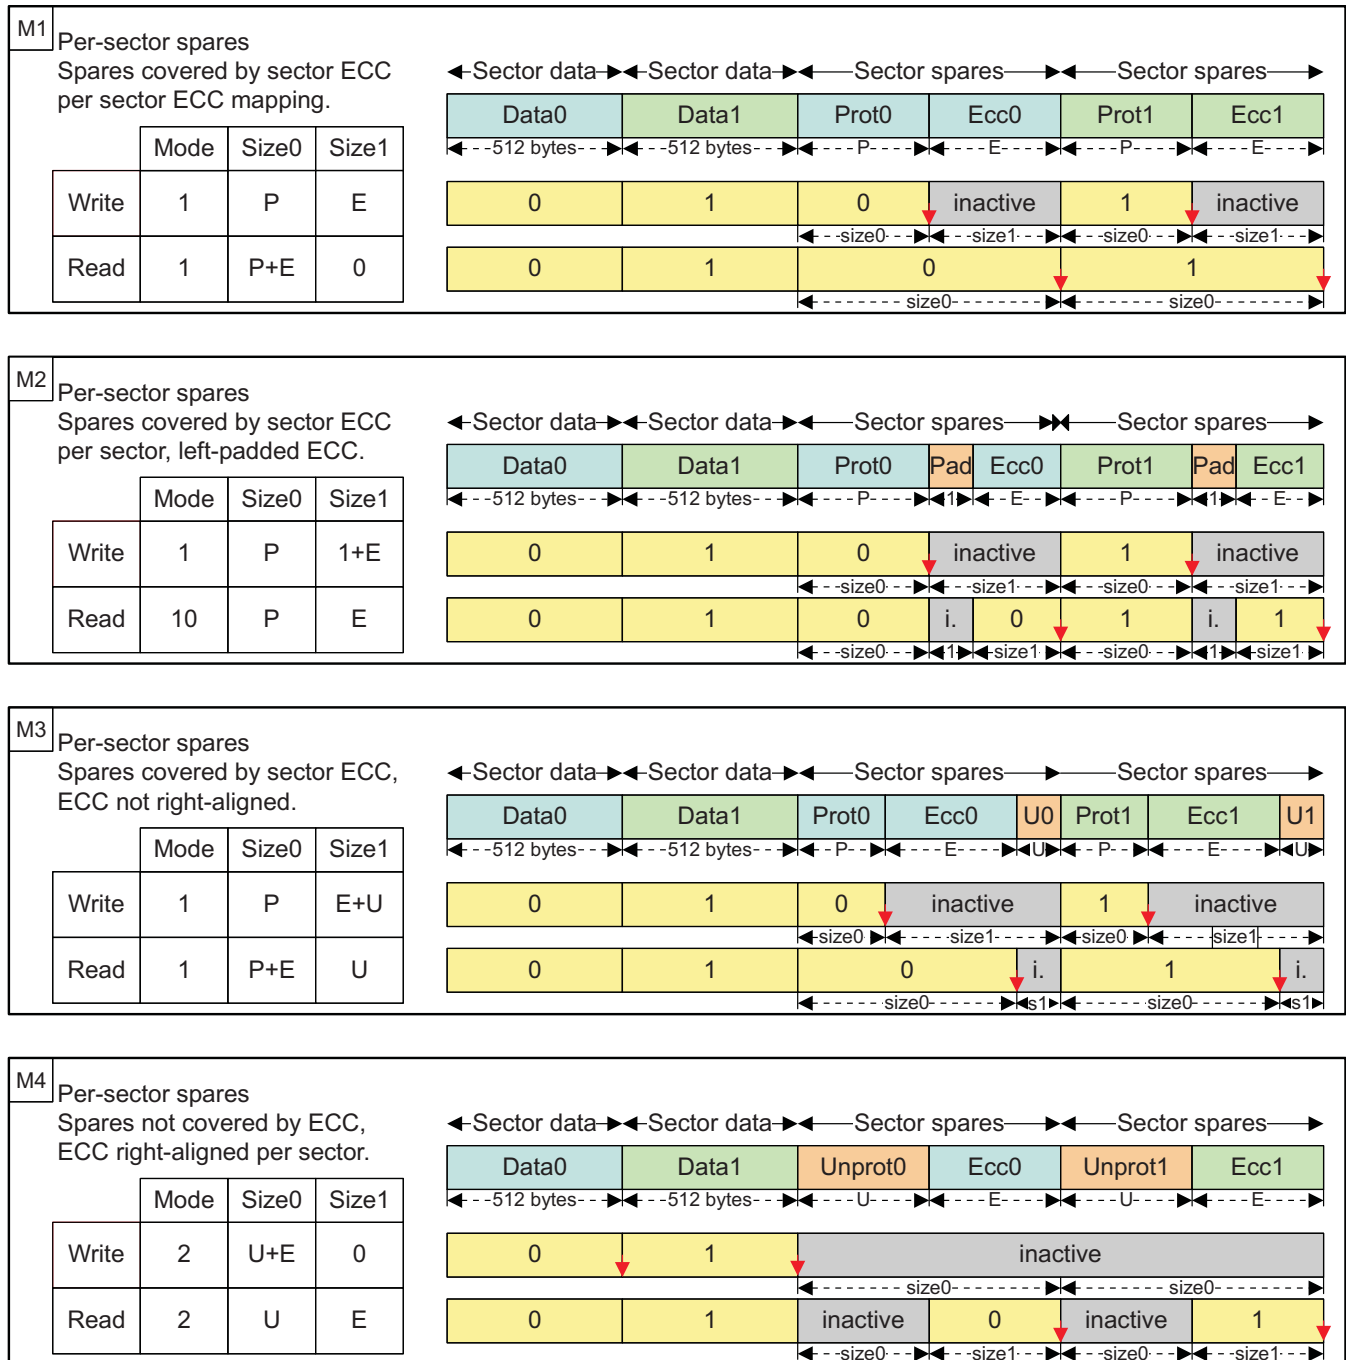 M1
Per-sector spares
Spares covered by sector ECC
per sector ECC mapping.
Mode Size0 Size1
Write 1 P E
Read 1 P+E 0
Sector data Sector data Sector spares Sector spares
Data0 Data1 Prot0 Ecc0 Prot1 Ecc1
512 bytes 512 bytes P E P E
0 1 0 inactive 1 inactive
size0 size1 size0 size1
0 1 0 1
size0 size0
M2
Per-sector spares
Spares covered by sector ECC
per sector, left-padded ECC.
Mode Size0 Size1
Write 1 P 1+E
Read 10 P E
Sector data Sector data Sector spares Sector spares
Data0 Data1 Prot0 Pad Ecc0 Prot1 Pad Ecc1
512 bytes 512 bytes P 1 E P 1 E
0 1 0 inactive 1 inactive
size0 size1 size0 size1
0 1 0 i. 0 1 i. 1
size0 1 size1 size0 1 size1
M3
Per-sector spares
Spares covered by sector ECC,
ECC not right-aligned.
Mode Size0 Size1
Write 1 P E+U
Read 1 P+E U
Sector data Sector data Sector spares Sector spares
Data0 Data1 Prot0 Ecc0 U0 Prot1 Ecc1 U1
512 bytes 512 bytes P E U P E U
0 1 0 inactive 1 inactive
size0 size1 size0 size1
0 1 0 i. 1 i.
size0 s1 size0 s1
M4
Per-sector spares
Spares not covered by ECC,
ECC right-aligned per sector.
Mode Size0 Size1
Write 2 U+E 0
Read 2 U E
Sector data Sector data Sector spares Sector spares
Data0 Data1 Unprot0 Ecc0 Unprot1 Ecc1
512 bytes 512 bytes U E U E
0 1 inactive
size0 size0
0 1 inactive 0 inactive 1
size0 size1 size0 size1